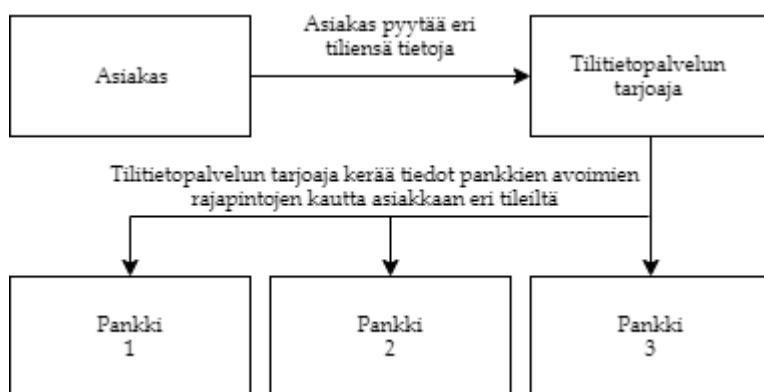 Asiakas pyytää eri
tiliensä tietoja
Asiakas
Tilitietopalvelun
tarjoaja
Tilitietopalvelun tarjoaja kerää tiedot pankkien avoimien
rajapintojen kautta asiakkaan eri tileiltä
Pankki
1
Pankki
2
Pankki
3